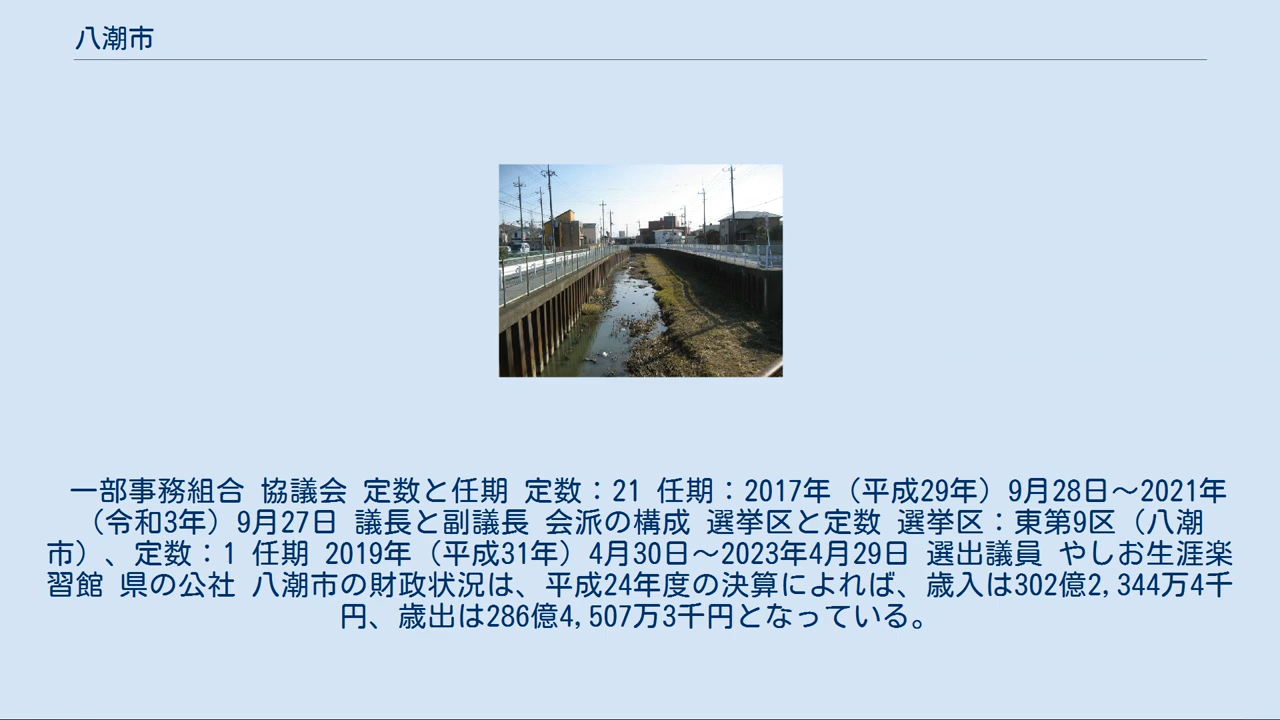 八潮市
一部事務組合 協議会 定数と任期 定数：21 任期：2017年（平成29年）9月28日～2021年
（令和3年）9月27日 議長と副議長 会派の構成 選挙区と定数 選挙区：東第9区（八潮
市）、定数：1 任期 2019年（平成31年）4月30日～2023年4月29日 選出議員 やしお生涯楽
習館 県の公社 八潮市の財政状況は、平成24年度の決算によれば、歳入は302億2,344万4千
円、歳出は286億4,507万3千円となっている。